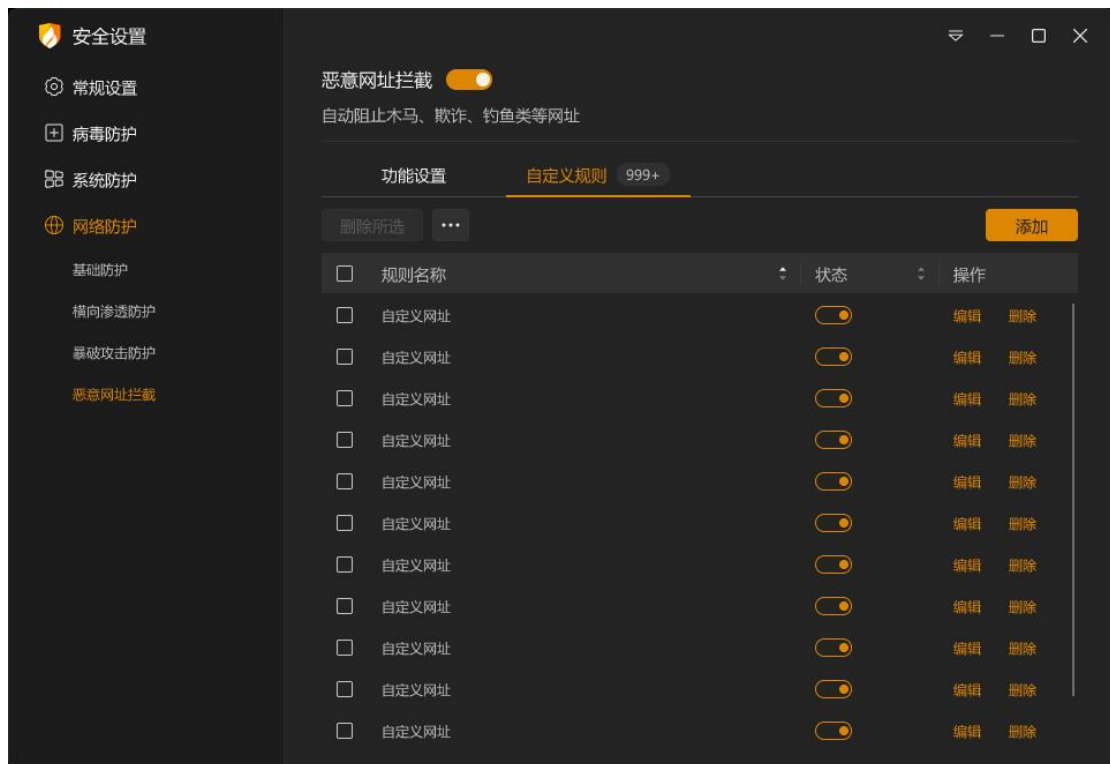 安全设置
常规设置
病毒防护
系统防护
网络防护
基础防护
横向渗透防护
暴破攻击防护
恶意网址拦截
恶意网址拦截
自动阻止木马、欺诈、钓鱼类等网址
功能设置 自定义规则 999+
删除所选 ··· 添加
规则名称 状态 操作
自定义网址 编辑 删除
自定义网址 编辑 删除
自定义网址 编辑 删除
自定义网址 编辑 删除
自定义网址 编辑 删除
自定义网址 编辑 删除
自定义网址 编辑 删除
自定义网址 编辑 删除
自定义网址 编辑 删除
自定义网址 编辑 删除
自定义网址 编辑 删除